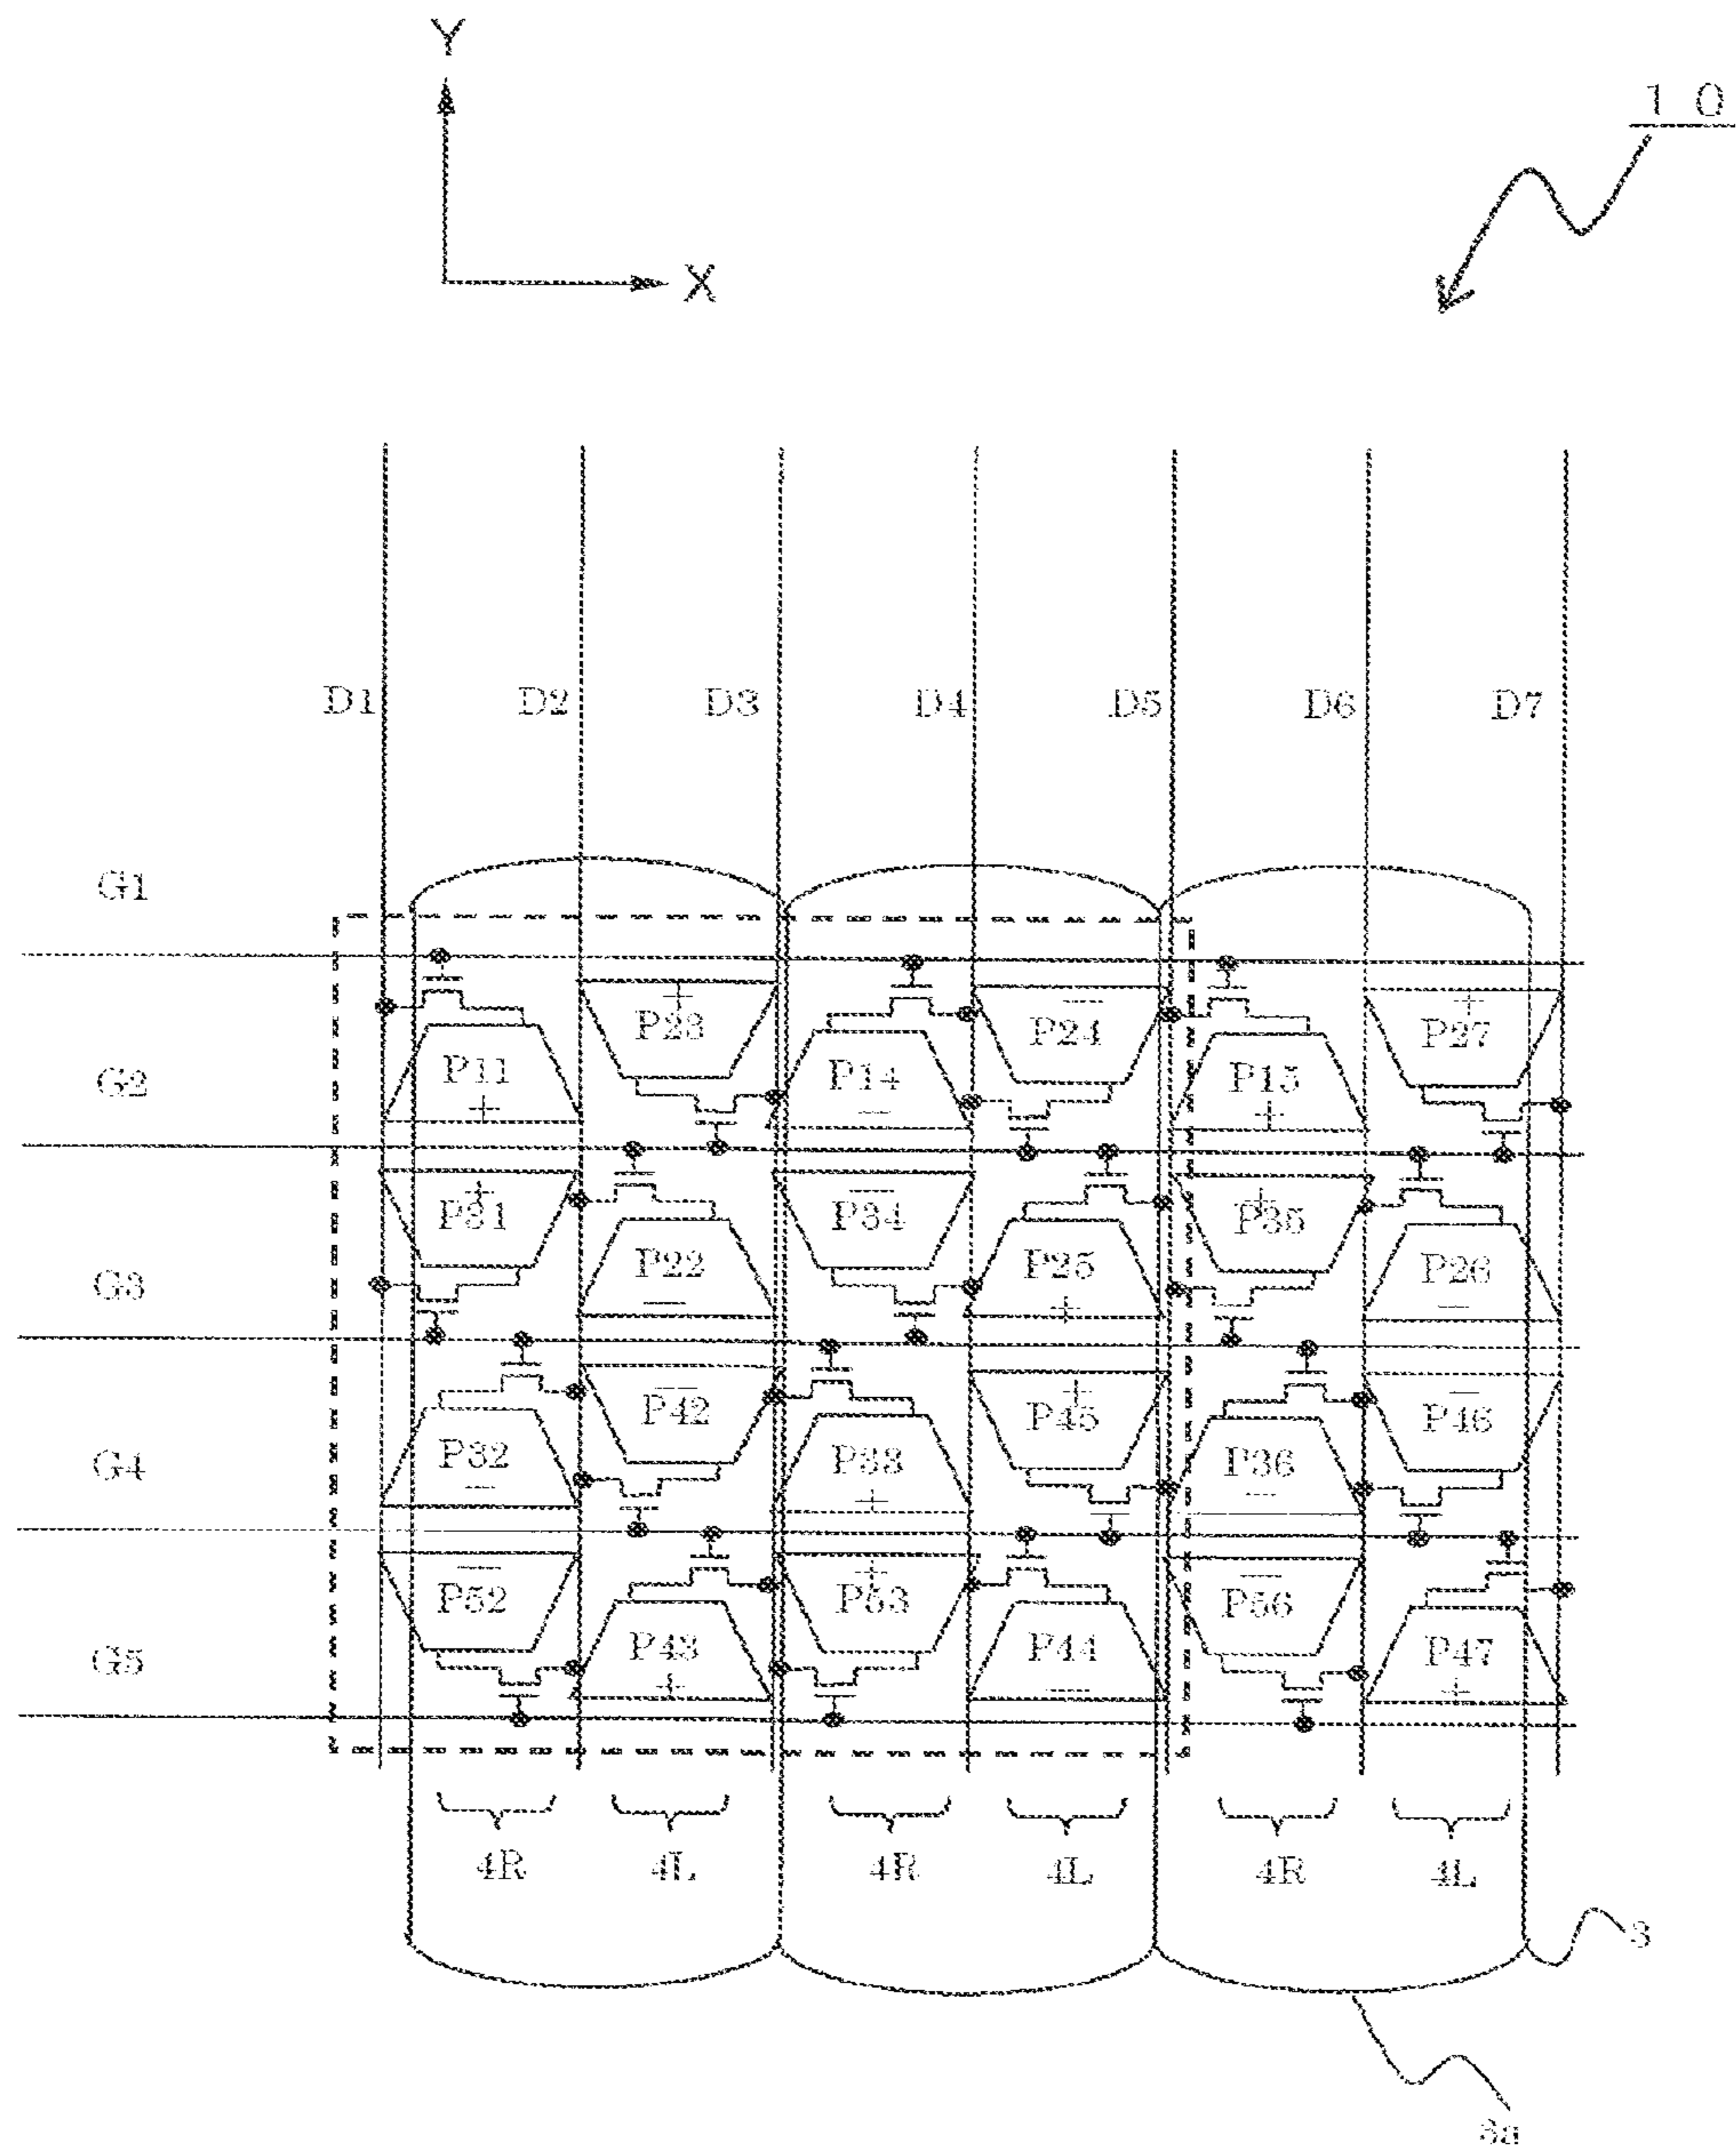 Y
10
X
D1 D2 D3 D4 D5 D6 D7
G1
+ −
P23 P24 P27
P11 P14 P15
+ − +
G2
+ − +
P31 P34 P35
P22 P25 P26
− + −
G3
− + −
P42 P45 P46
P32 P33 P36
− + −
G4
− + −
P52 P53 P56
P43 P44 P47
+ − +
G5
4R 4L 4R 4L 4R 4L
3
3a